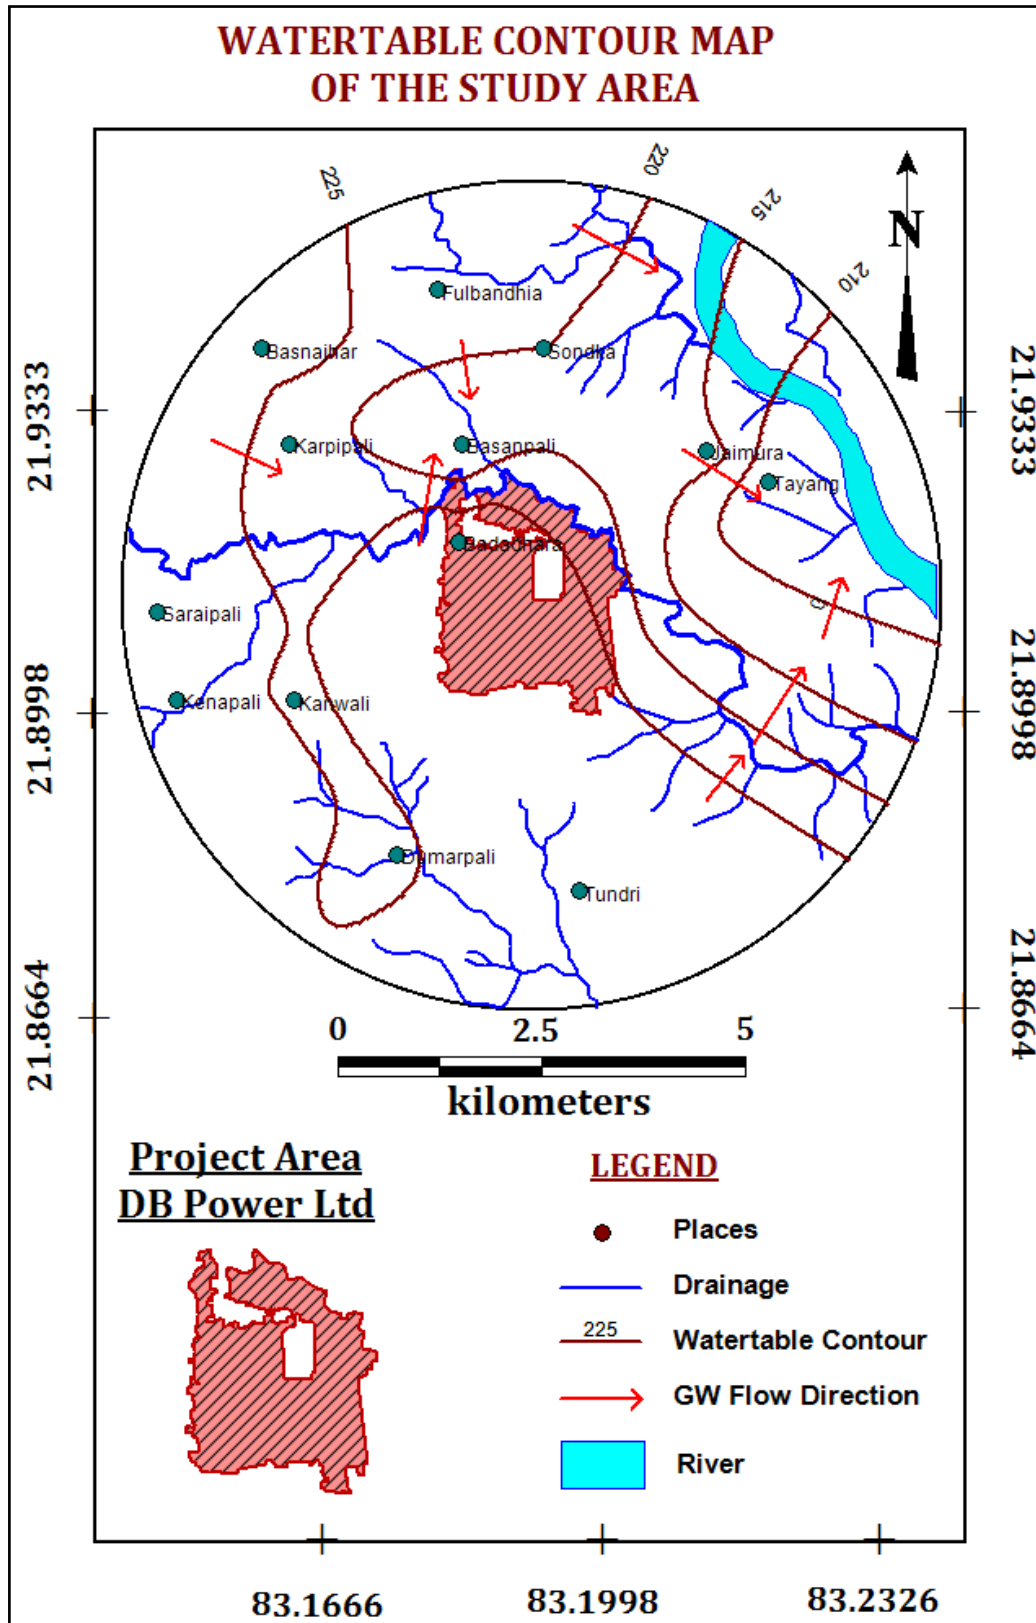 WATERTABLE CONTOUR MAP
OF THE STUDY AREA
225
220
215
210
N
Fulbandhia
Basnajhar
Sondka
21.9333
21.9333
Karpipali
Basanpali
Jaimura
Tayang
Badadhara
Saraipali
Kenapali
Kanwali
21.8998
21.8998
Dumarpali
Tundri
21.8664
21.8664
0 2.5 5
kilometers
Project Area
DB Power Ltd
LEGEND
Places
Drainage
225 Watertable Contour
GW Flow Direction
River
83.1666 83.1998 83.2326